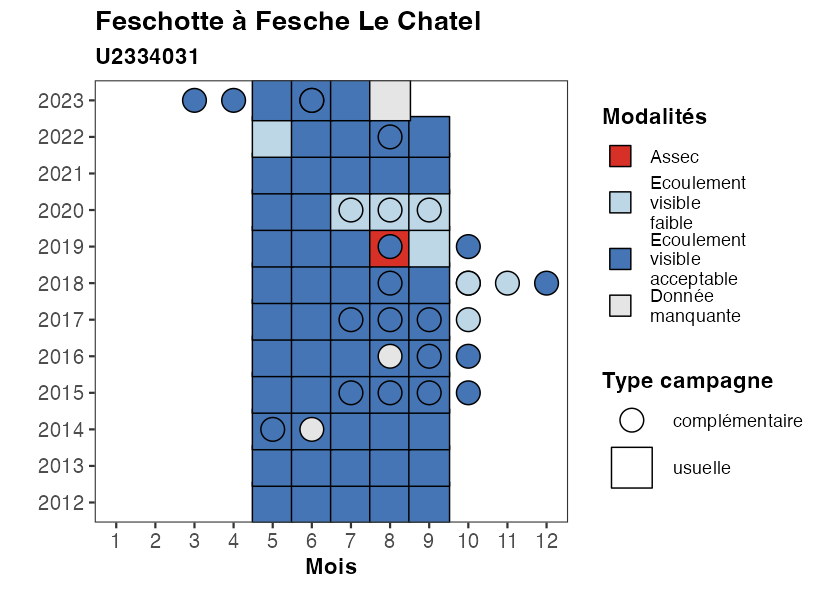 Feschotte à Fesche Le Chatel
U2334031
2023
2022
2021
2020
2019
2018
2017
2016
2015
2014
2013
2012
1 2 3 4 5 6 7 8 9 10 11 12
Mois
Modalités
Assec
Ecoulement
visible
faible
Ecoulement
visible
acceptable
Donnée
manquante
Type campagne
complémentaire
usuelle